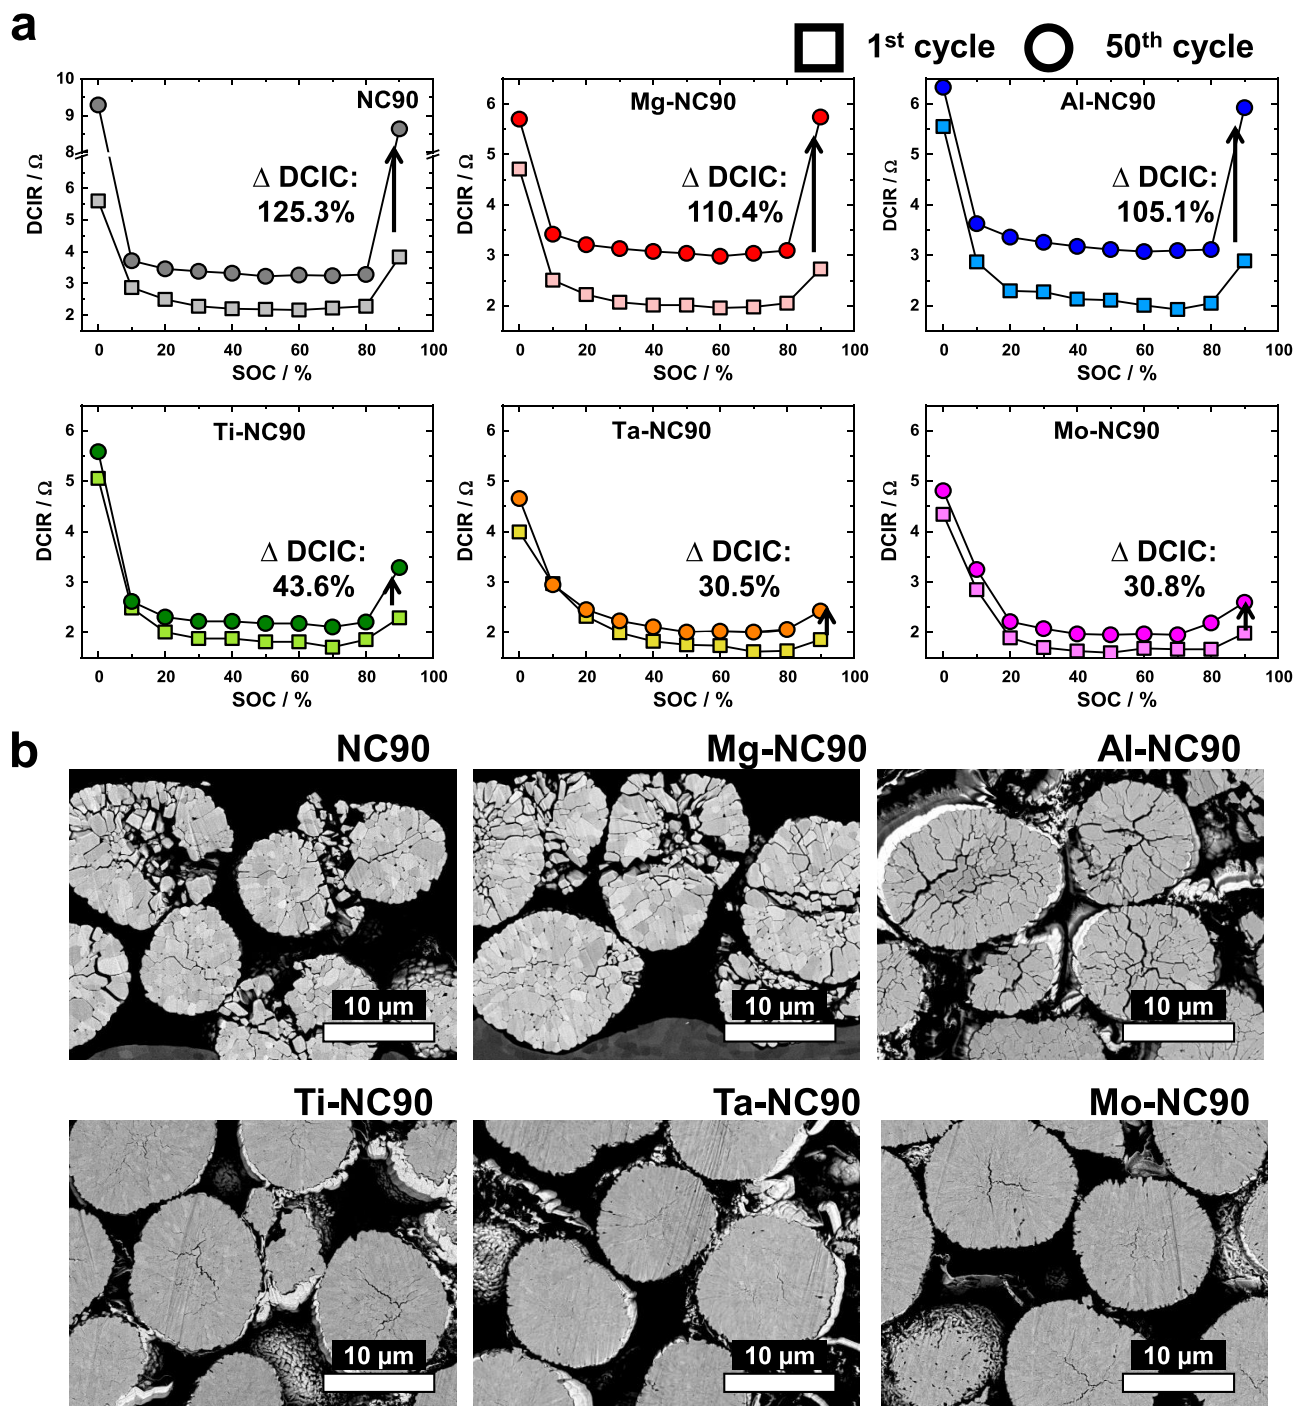 a
1st cycle 50th cycle
NC90
Δ DCIC:
125.3%
DCIR / Ω
10
9
8
6
5
4
3
2
0 20 40 60 80 100
SOC / %
Mg-NC90
Δ DCIC:
110.4%
6
5
4
3
2
0 20 40 60 80 100
SOC / %
Al-NC90
Δ DCIC:
105.1%
DCIR / Ω
6
5
4
3
2
0 20 40 60 80 100
SOC / %
Ti-NC90
Δ DCIC:
43.6%
DCIR / Ω
6
5
4
3
2
0 20 40 60 80 100
SOC / %
Ta-NC90
Δ DCIC:
30.5%
DCIR / Ω
6
5
4
3
2
0 20 40 60 80 100
SOC / %
Mo-NC90
Δ DCIC:
30.8%
DCIR / Ω
6
5
4
3
2
0 20 40 60 80 100
SOC / %
b
NC90
10 µm
Mg-NC90
10 µm
Al-NC90
10 µm
Ti-NC90
10 µm
Ta-NC90
10 µm
Mo-NC90
10 µm